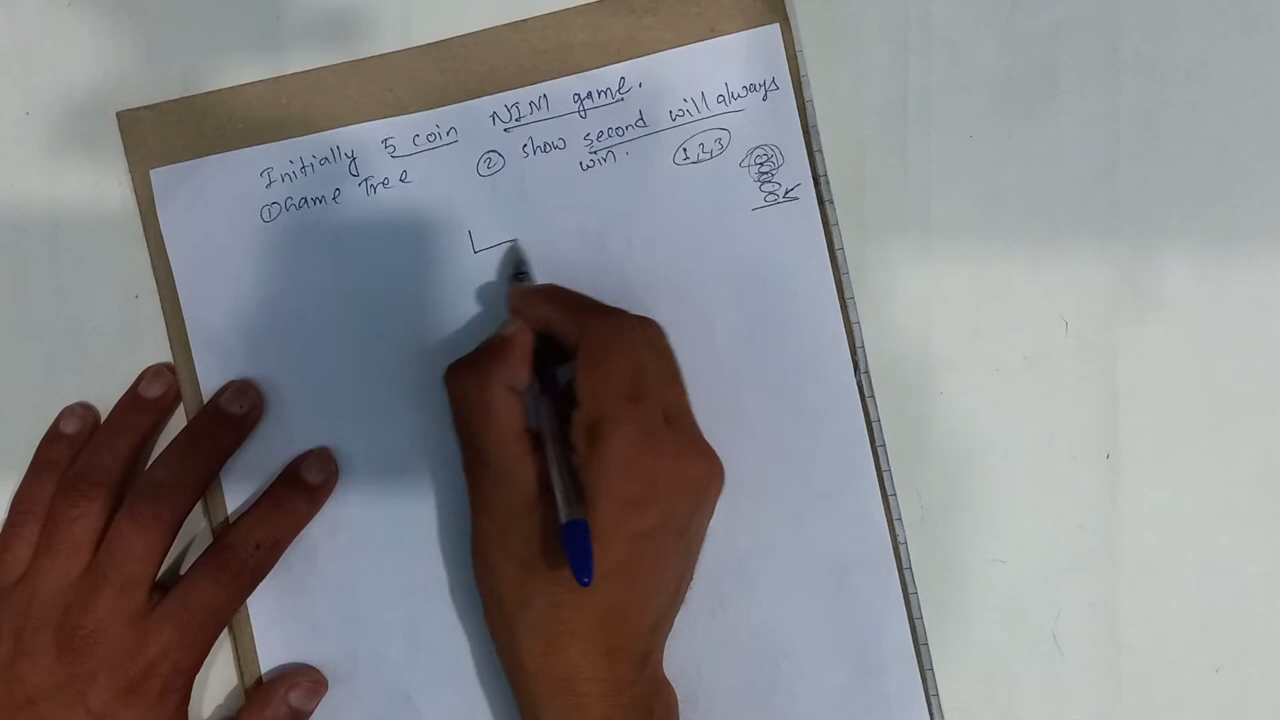 Initially 5 coin NIM game.
① Game Tree
② show second will always
win. 1,2,3